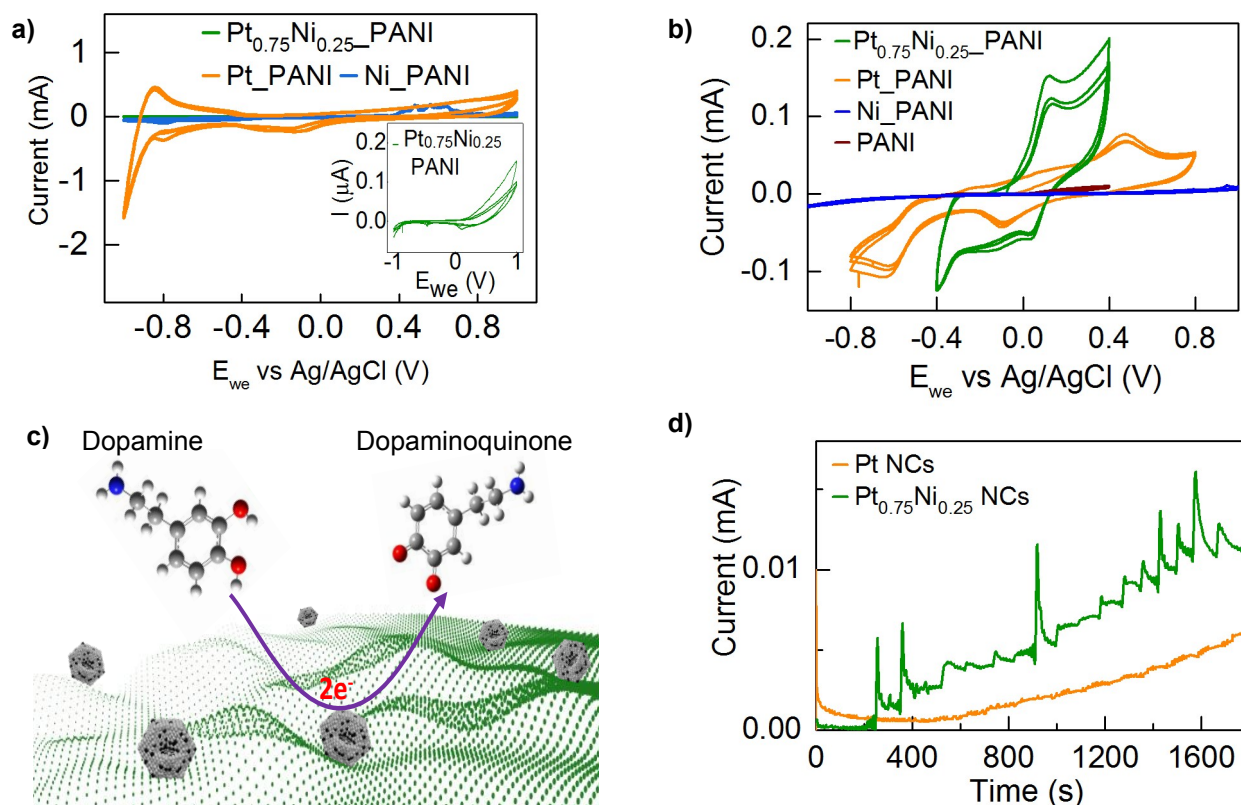 a)
Pt0.75Ni0.25_PANI
Pt_PANI Ni_PANI
1
0
-1
-2
Current (mA)
0.2
0.1
0.0
I (μA)
Pt0.75Ni0.25
PANI
-1 0 1
Ewe (V)
-0.8 -0.4 0.0 0.4 0.8
Ewe vs Ag/AgCl (V)
b)
Pt0.75Ni0.25_PANI
Pt_PANI
Ni_PANI
PANI
0.2
0.1
0.0
-0.1
Current (mA)
-0.8 -0.4 0.0 0.4 0.8
Ewe vs Ag/AgCl (V)
c)
Dopamine
Dopaminoquinone
2e-
d)
Pt NCs
Pt0.75Ni0.25 NCs
0.01
0.00
Current (mA)
0 400 800 1200 1600
Time (s)